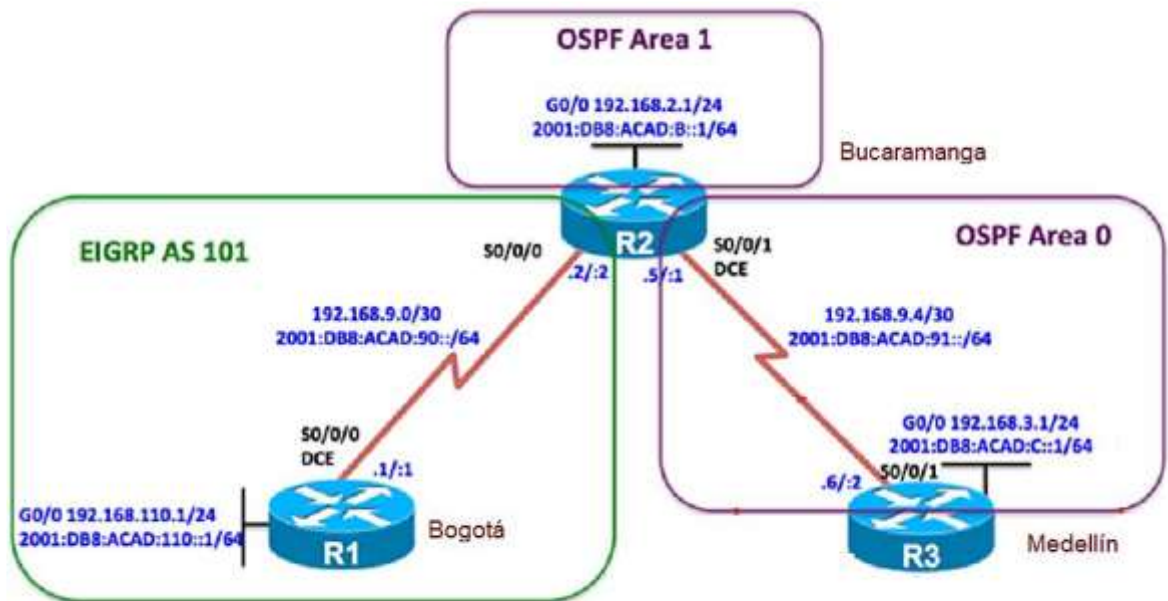 OSPF Area 1
G0/0 192.168.2.1/24
2001:DB8:ACAD:B::1/64
Bucaramanga
EIGRP AS 101
S0/0/0
R2
S0/0/1
DCE
OSPF Area 0
.2/:2
.5/:1
192.168.9.0/30
2001:DB8:ACAD:90::/64
192.168.9.4/30
2001:DB8:ACAD:91::/64
S0/0/0
DCE
.1/:1
G0/0 192.168.3.1/24
2001:DB8:ACAD:C::1/64
.6/:2
S0/0/1
G0/0 192.168.110.1/24
2001:DB8:ACAD:110::1/64
R1
Bogotá
R3
Medellín